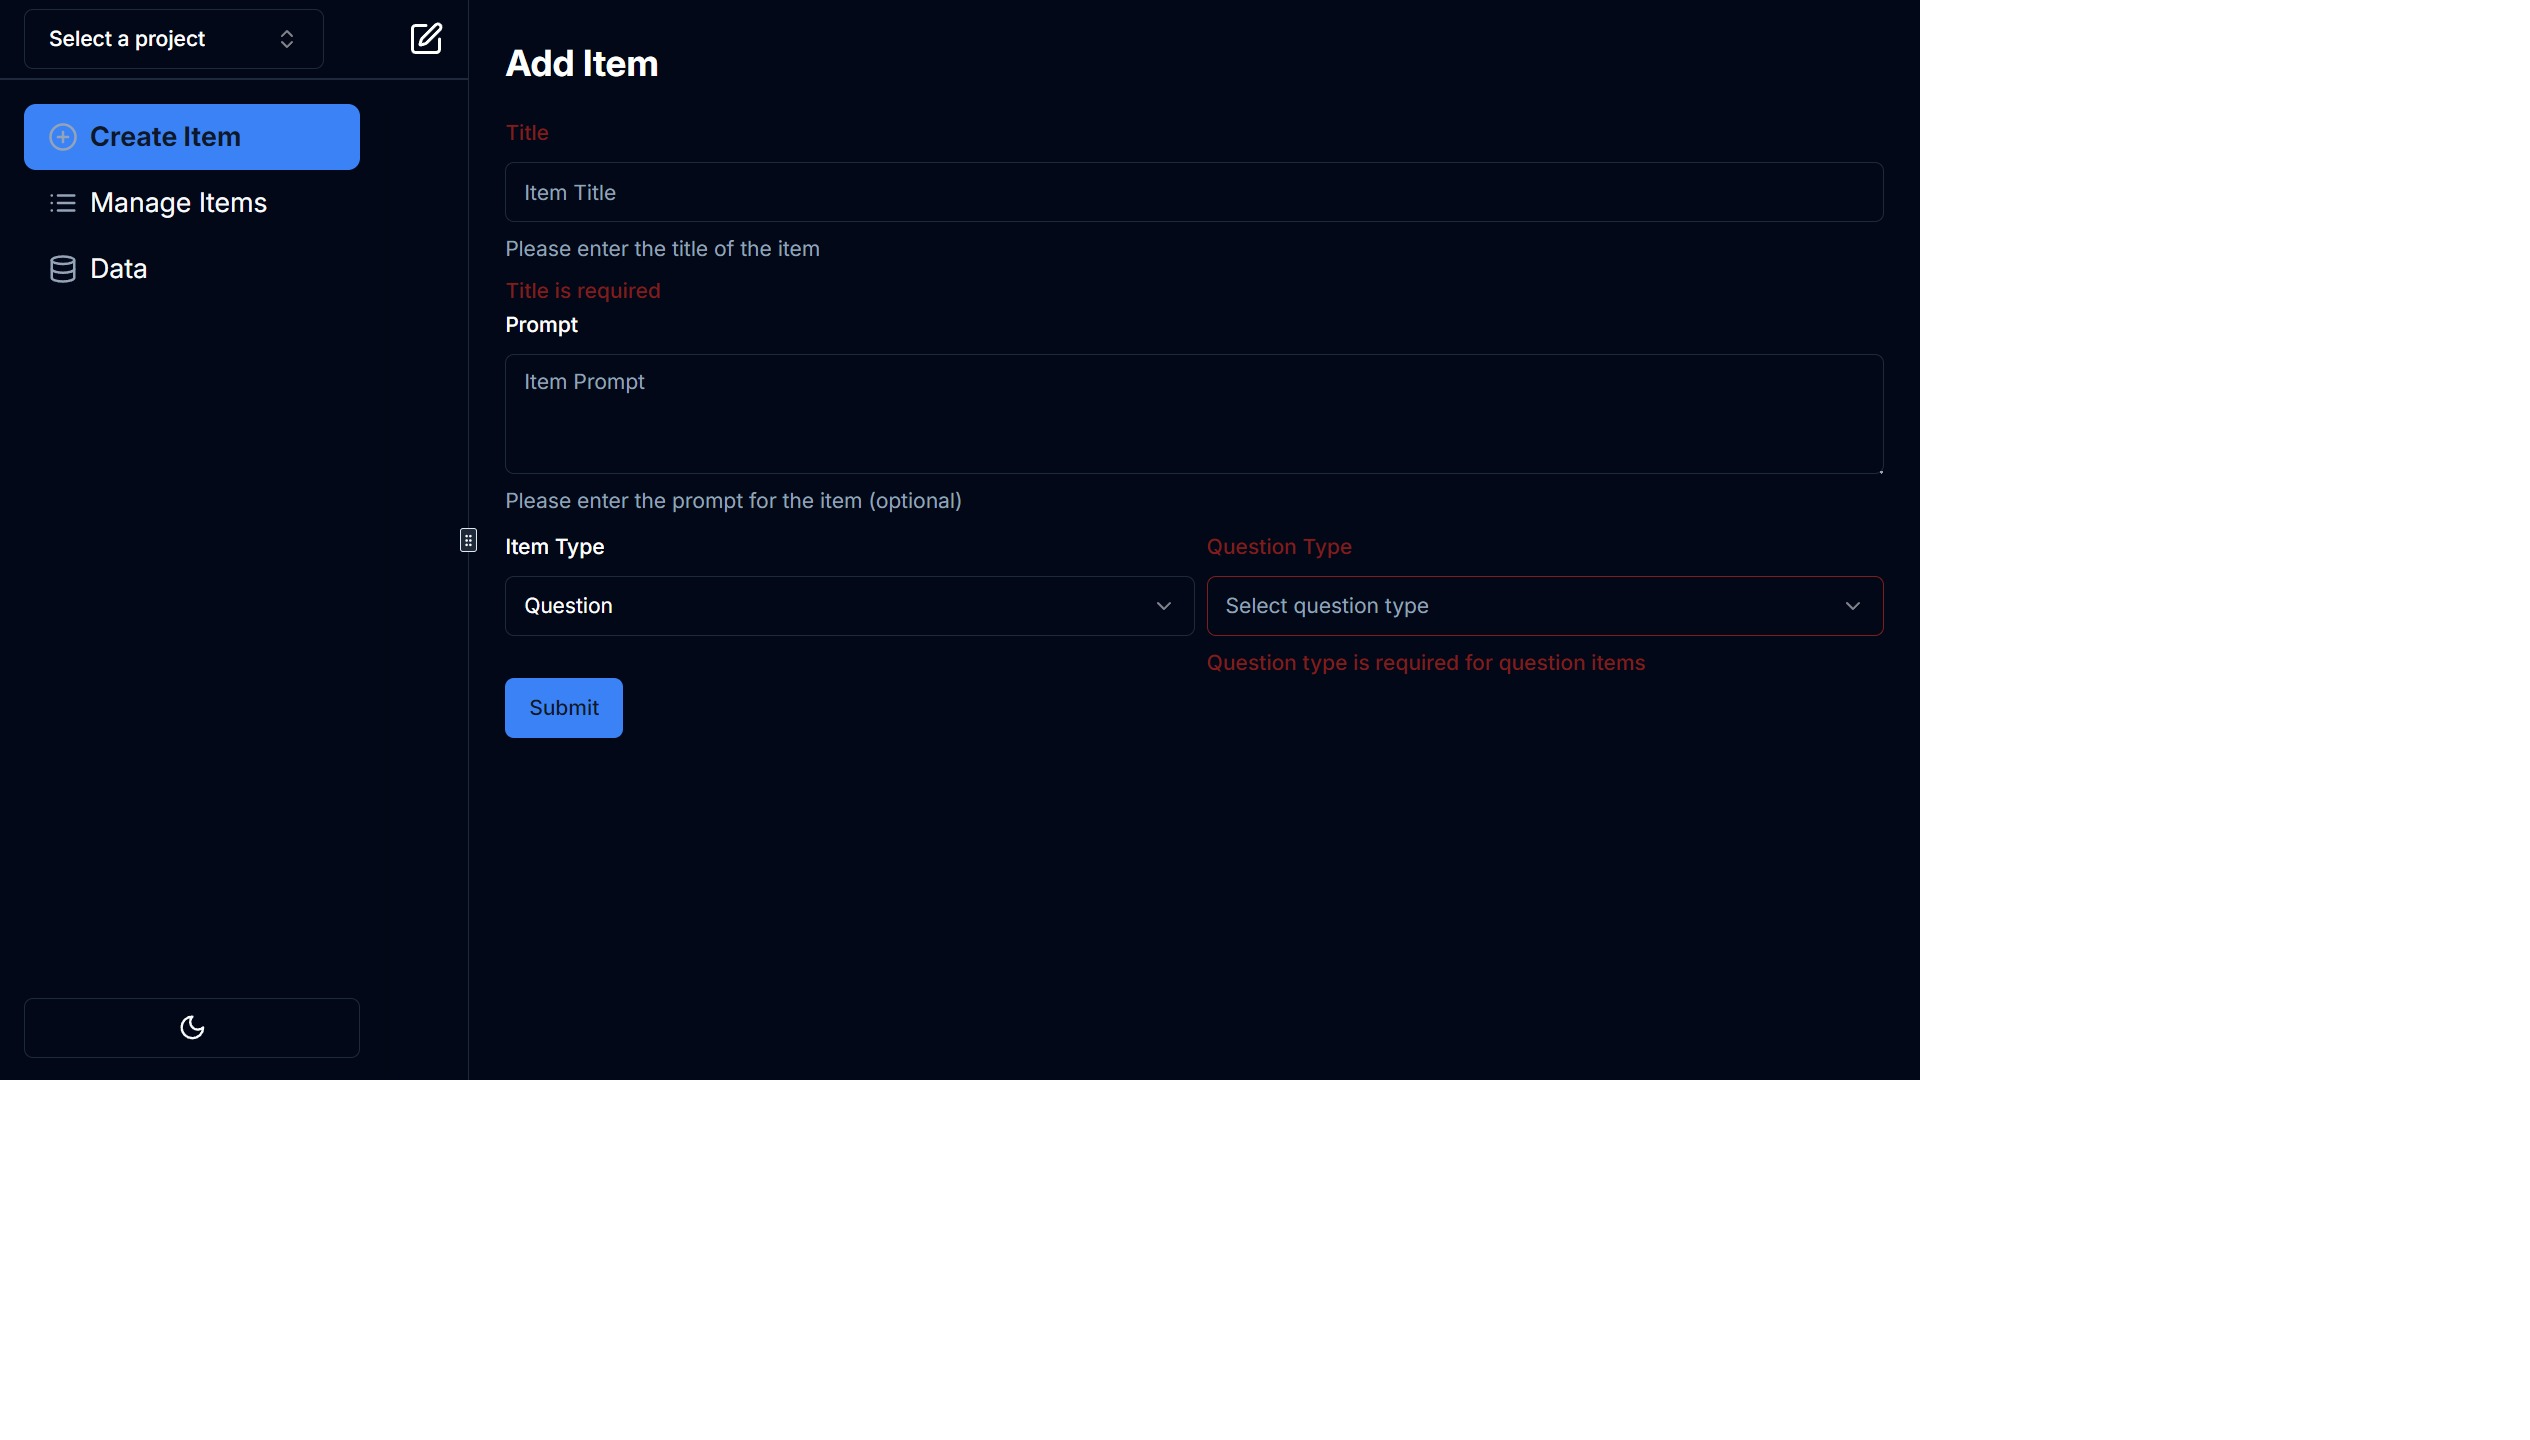 Select a project
Create Item
Manage Items
Data
Add Item
Title
Item Title
Please enter the title of the item
Title is required
Prompt
Item Prompt
Please enter the prompt for the item (optional)
Item Type
Question Type
Question
Select question type
Question type is required for question items
Submit